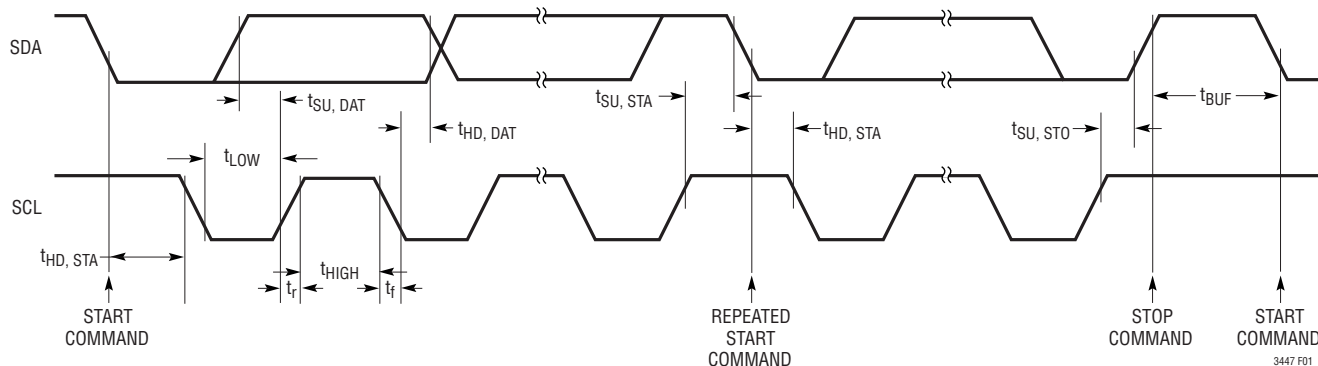 SDA
tSU, DAT
tHD, DAT
tSU, STA
tHD, STA
tSU, STO
tBUF
tLOW
SCL
tHD, STA
tr
tHIGH
tf
START
COMMAND
REPEATED
START
COMMAND
STOP
COMMAND
START
COMMAND
3447 F01